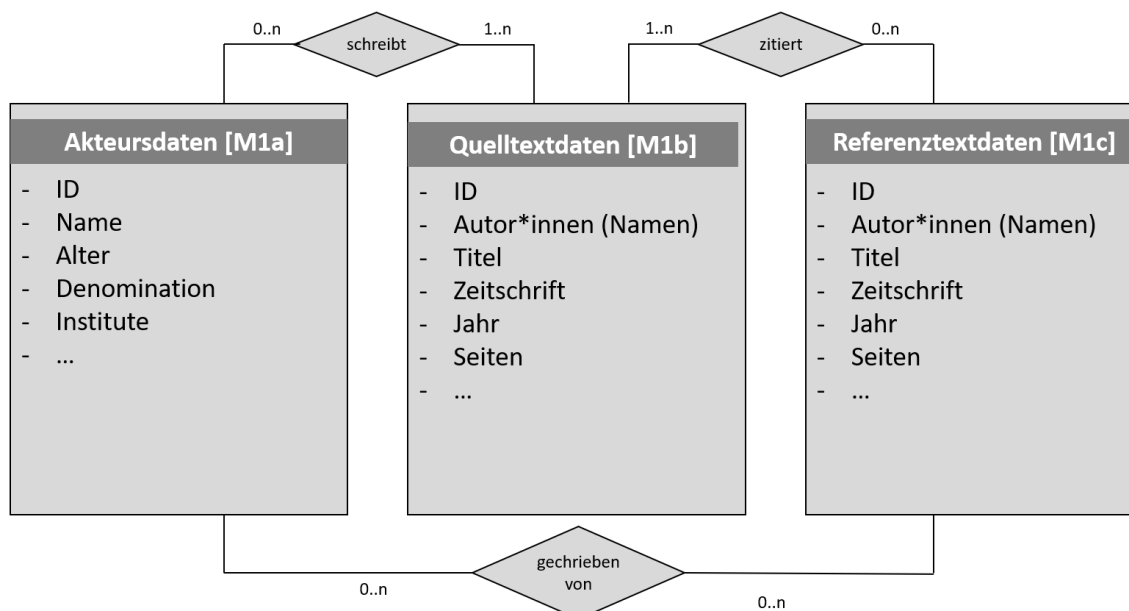 0..n
schreibt
1..n
1..n
zitiert
0..n
Akteursdaten [M1a]
- ID
- Name
- Alter
- Denomination
- Institute
- ...
Quelltextdaten [M1b]
- ID
- Autor*innen (Namen)
- Titel
- Zeitschrift
- Jahr
- Seiten
- ...
Referenztextdaten [M1c]
- ID
- Autor*innen (Namen)
- Titel
- Zeitschrift
- Jahr
- Seiten
- ...
0..n
gechrieben
von
0..n